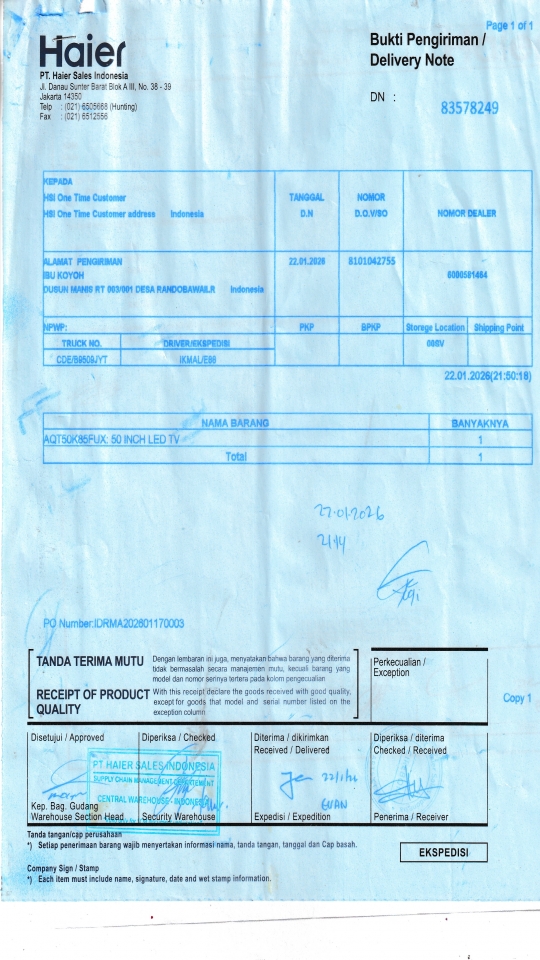 Page 1 of 1
Haier
Bukti Pengiriman /
Delivery Note
PT. Haier Sales Indonesia
Jl. Danau Sunter Barat Blok A III, No. 38 - 39
Jakarta 14350
Telp : (021) 6505668 (Hunting)
Fax : (021) 6512556
DN :
83578249
KEPADA
HSI One Time Customer
HSI One Time Customer address Indonesia
TANGGAL
D.N
NOMOR
D.O.V/SO
NOMOR DEALER
ALAMAT PENGIRIMAN
IBU KOYOH
DUSUN MANIS RT 003/001 DESA RANDOBAWAILR Indonesia
22.01.2026
8101042755
NPWP:
PKP
BPKP
Storage Location
Shipping Point
TRUCK NO.
DRIVER/EKSPEDISI
CDE/B9509JYT
22.01.2026(21:50:18)
NAMA BARANG
BANYAKNYA
AQT50K85FUX: 50 INCH LED TV
1
Total
1
22-01-2026
PO Number:IDRMA202601170003
TANDA TERIMA MUTU
Dengan lembaran ini juga, menyatakan bahwa barang yang diterima
tidak bermasalah secara manajemen mutu, kecuali barang yang
model dan nomor serinya tertera pada kolom pengecualian
RECEIPT OF PRODUCT
QUALITY
With this receipt declare the goods received with good quality,
except for goods that model and serial number listed on the
exception column
Perkecualian /
Exception
Copy 1
Disetujui / Approved
Diperiksa / Checked
Diterima / dikirimkan
Received / Delivered
Diperiksa / diterima
Checked / Received
PT HAIER SALES INDONESIA
SUPPLY CHAIN MANAGEMENT DEPARTEMENT
CENTRAL WAREHOUSE - INDONESIA
Kep. Bag. Gudang
Warehouse Section Head
Security Warehouse
Expedisi / Expedition
Penerima / Receiver
Tanda tangan/cap perusahaan
*) Setiap penerimaan barang wajib menyertakan informasi nama, tanda tangan, tanggal dan Cap basah.
EKSPEDISI
Company Sign / Stamp
*) Each item must include name, signature, date and wet stamp information.